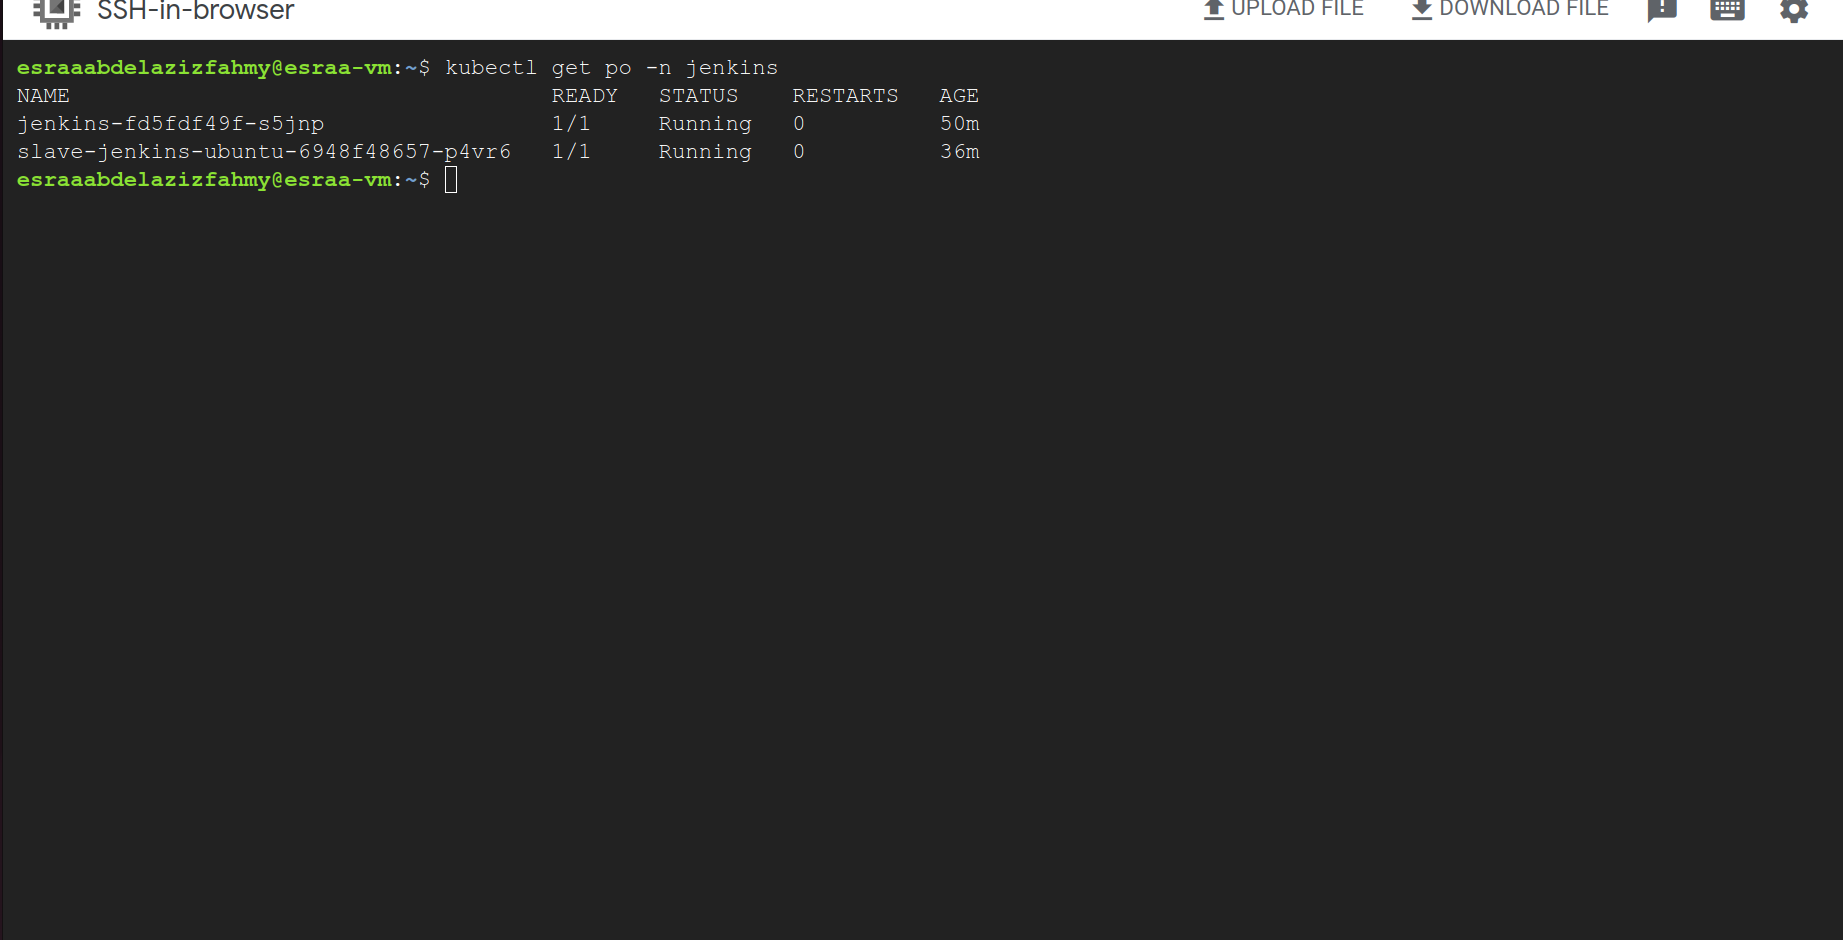 SSH-in-browser UPLOAD FILE DOWNLOAD FILE
esraaabdelazizfahmy@esraa-vm:~$ kubectl get po -n jenkins
NAME READY STATUS RESTARTS AGE
jenkins-fd5fdf49f-s5jnp 1/1 Running 0 50m
slave-jenkins-ubuntu-6948f48657-p4vr6 1/1 Running 0 36m
esraaabdelazizfahmy@esraa-vm:~$